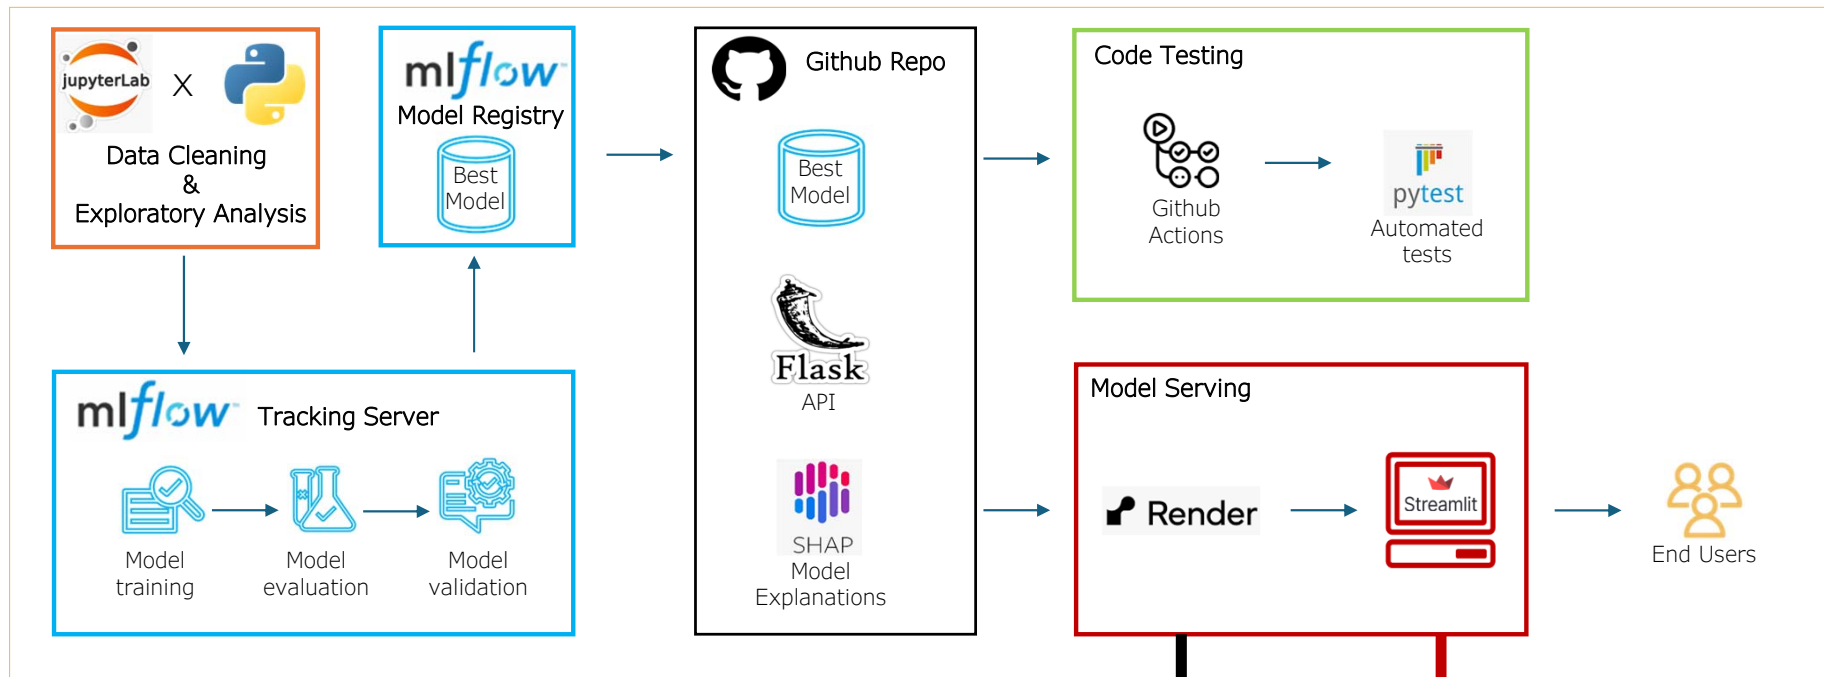 jupyterLab
X
Data Cleaning
&
Exploratory Analysis
mlflow™
Model Registry
Best
Model
mlflow™
Tracking Server
Model
training
Model
evaluation
Model
validation
Github Repo
Best
Model
Flask
API
SHAP
Model
Explanations
Code Testing
Github
Actions
pytest
Automated
tests
Model Serving
Render
Streamlit
End Users